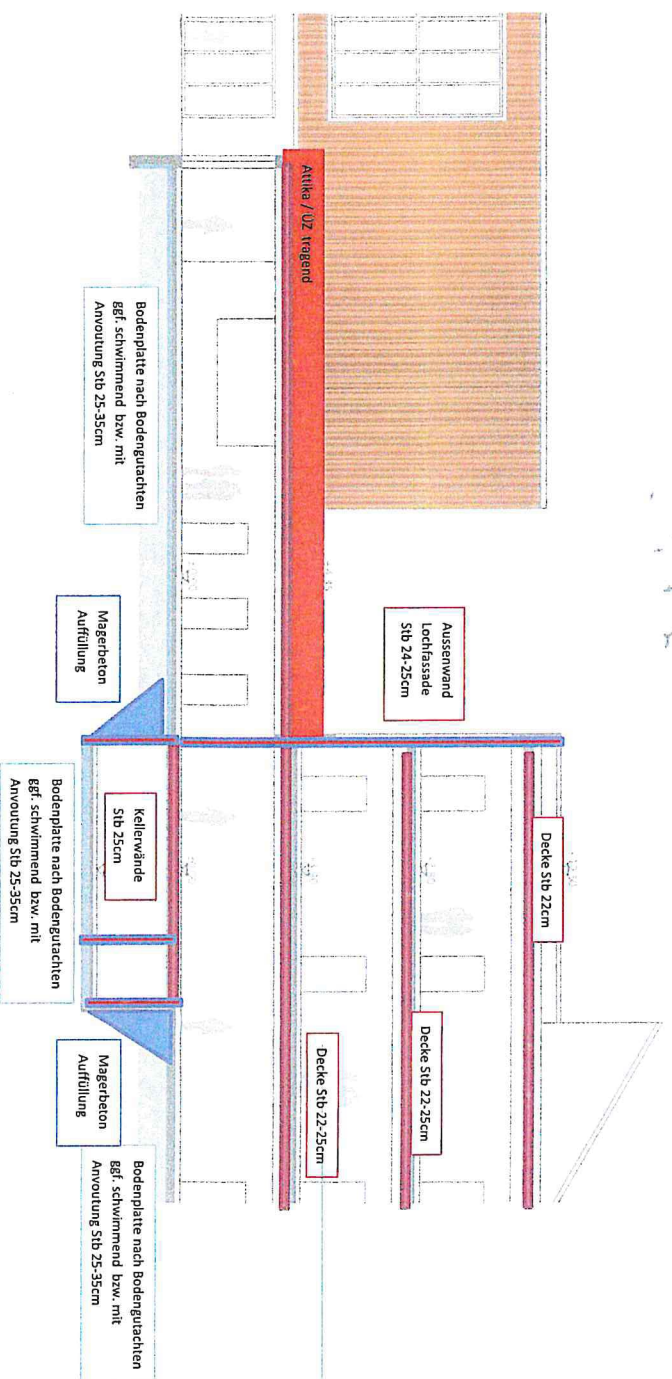 Decke Stb 22cm
Aussenwand
Lochfassade
Stb 24-25cm
Decke Stb 22-25cm
Attika / ÜZ tragend
Decke Stb 22-25cm
Bodenplatte nach Bodengutachten
ggf. schwimmend bzw. mit
Anvoutung Stb 25-35cm
Magerbeton
Auffüllung
Kellerwände
Stb 25cm
Magerbeton
Auffüllung
Bodenplatte nach Bodengutachten
ggf. schwimmend bzw. mit
Anvoutung Stb 25-35cm
Bodenplatte nach Bodengutachten
ggf. schwimmend bzw. mit
Anvoutung Stb 25-35cm